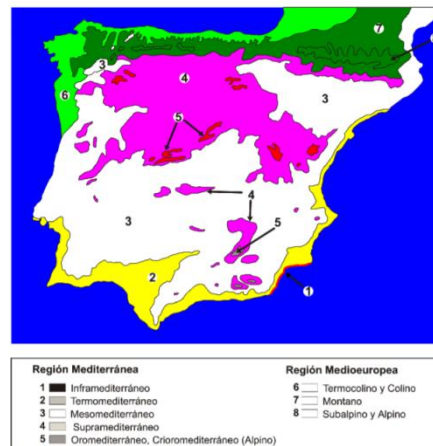 7
3
4
3
6
5
4
3
5
2
1
Región Mediterránea
1 Inframediterráneo
2 Termomediterráneo
3 Mesomediterráneo
4 Supramediterráneo
5 Oromediterráneo, Crioromediterráneo (Alpino)
Región Medioeuropea
6 Termocolino y Colino
7 Montano
8 Subalpino y Alpino